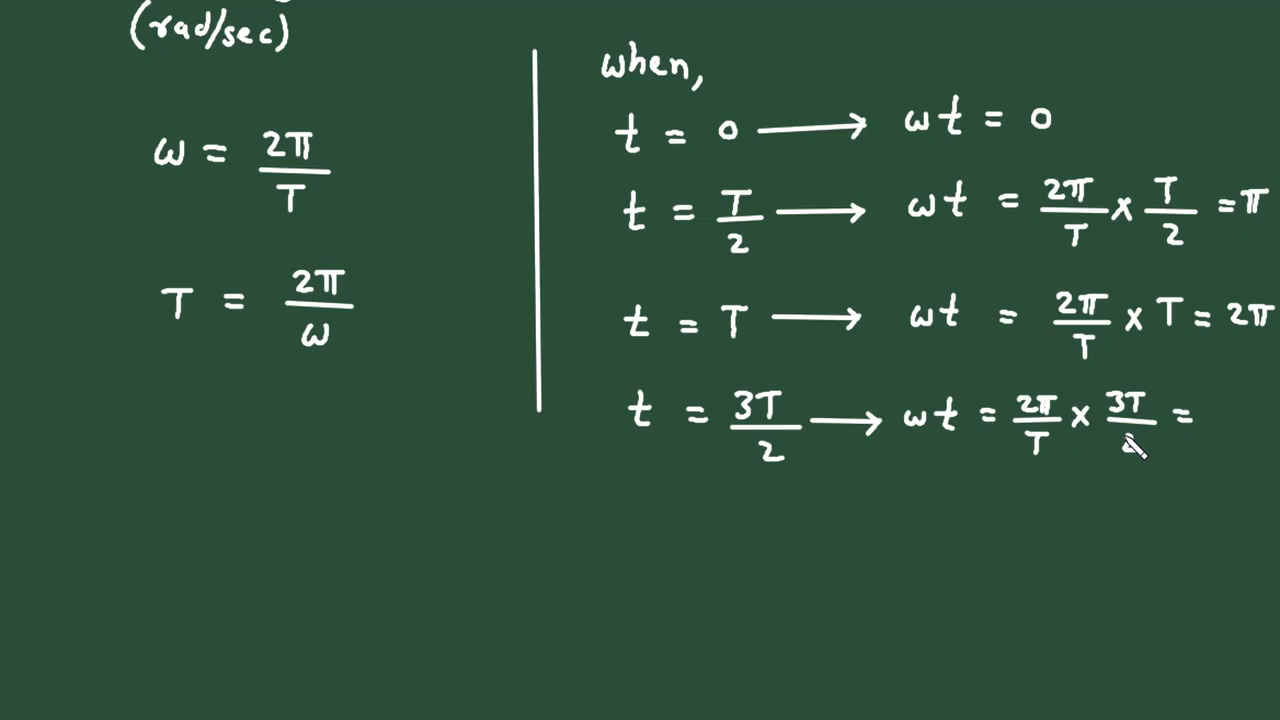 (rad/sec)
ω = 2π/T
T = 2π/ω
when,
t = 0 ⟶ ωt = 0
t = T/2 ⟶ ωt = 2π/T × T/2 = π
t = T ⟶ ωt = 2π/T × T = 2π
t = 3T/2 ⟶ ωt = 2π/T × 3T/2 =